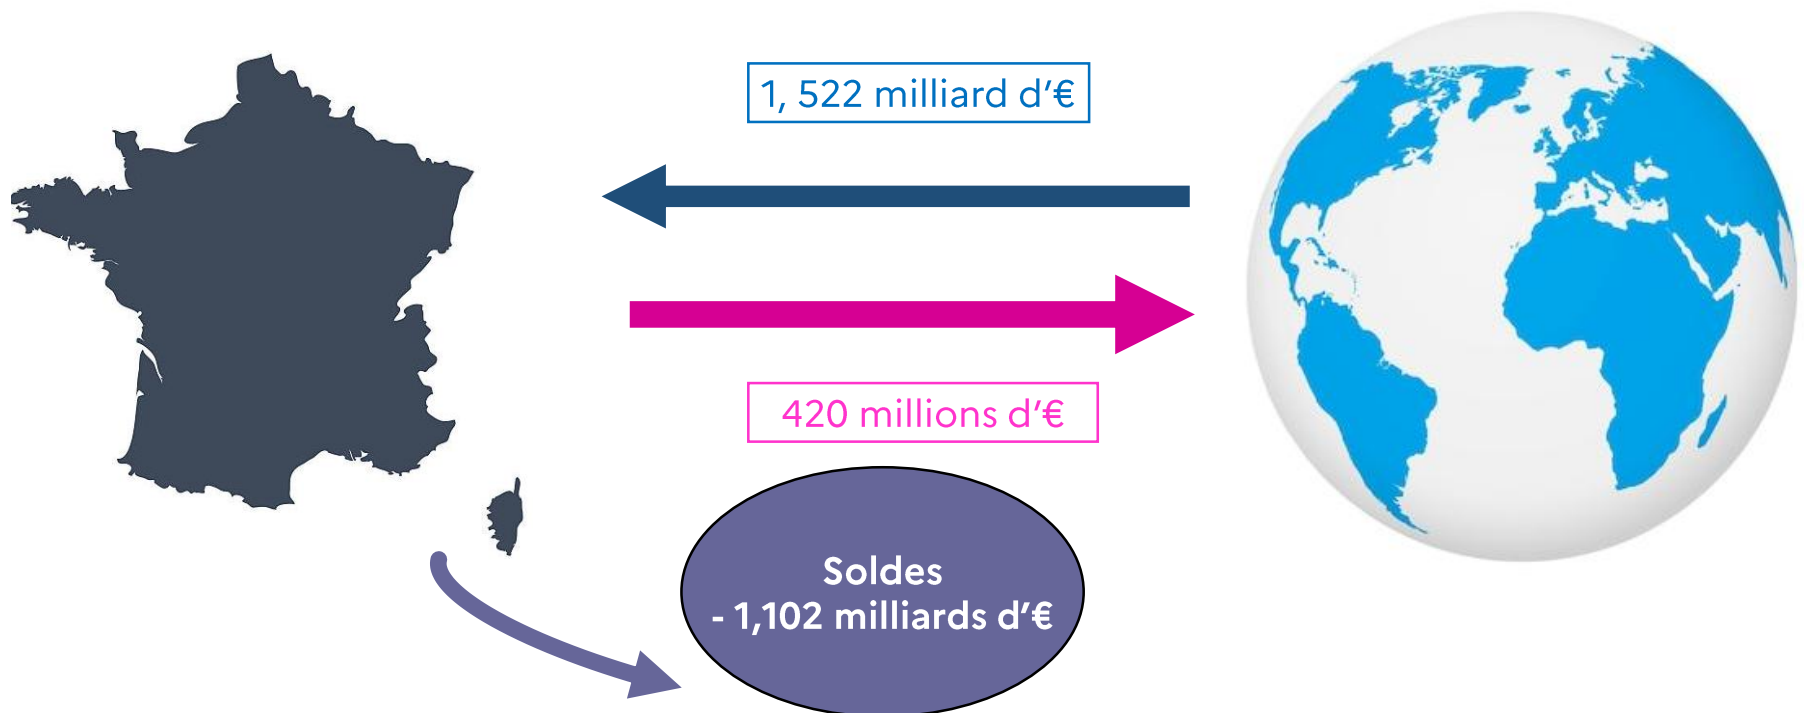 1, 522 milliard d’€
420 millions d’€
Soldes
- 1,102 milliards d’€